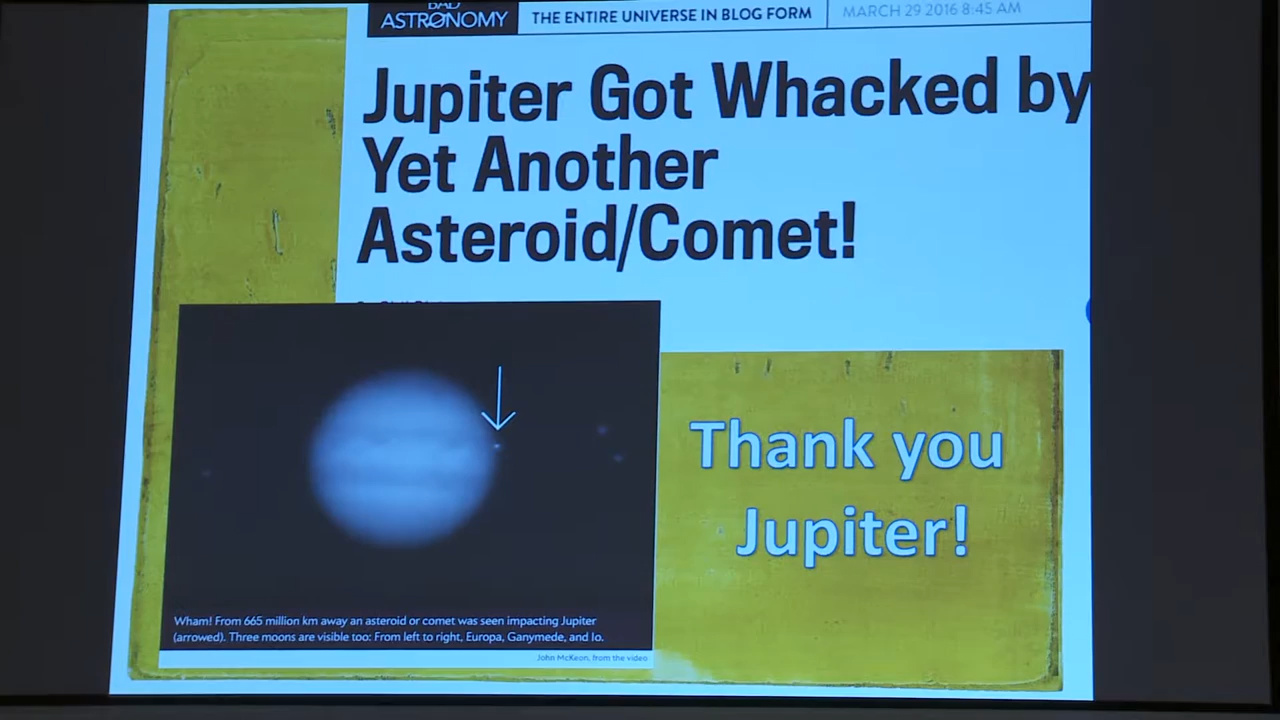 BAD
ASTRONOMY
THE ENTIRE UNIVERSE IN BLOG FORM
MARCH 29 2016 8:45 AM
Jupiter Got Whacked by
Yet Another
Asteroid/Comet!
Thank you
Jupiter!
Wham! From 665 million km away an asteroid or comet was seen impacting Jupiter
(arrowed). Three moons are visible too: From left to right, Europa, Ganymede, and Io.
John McKeon, from the video